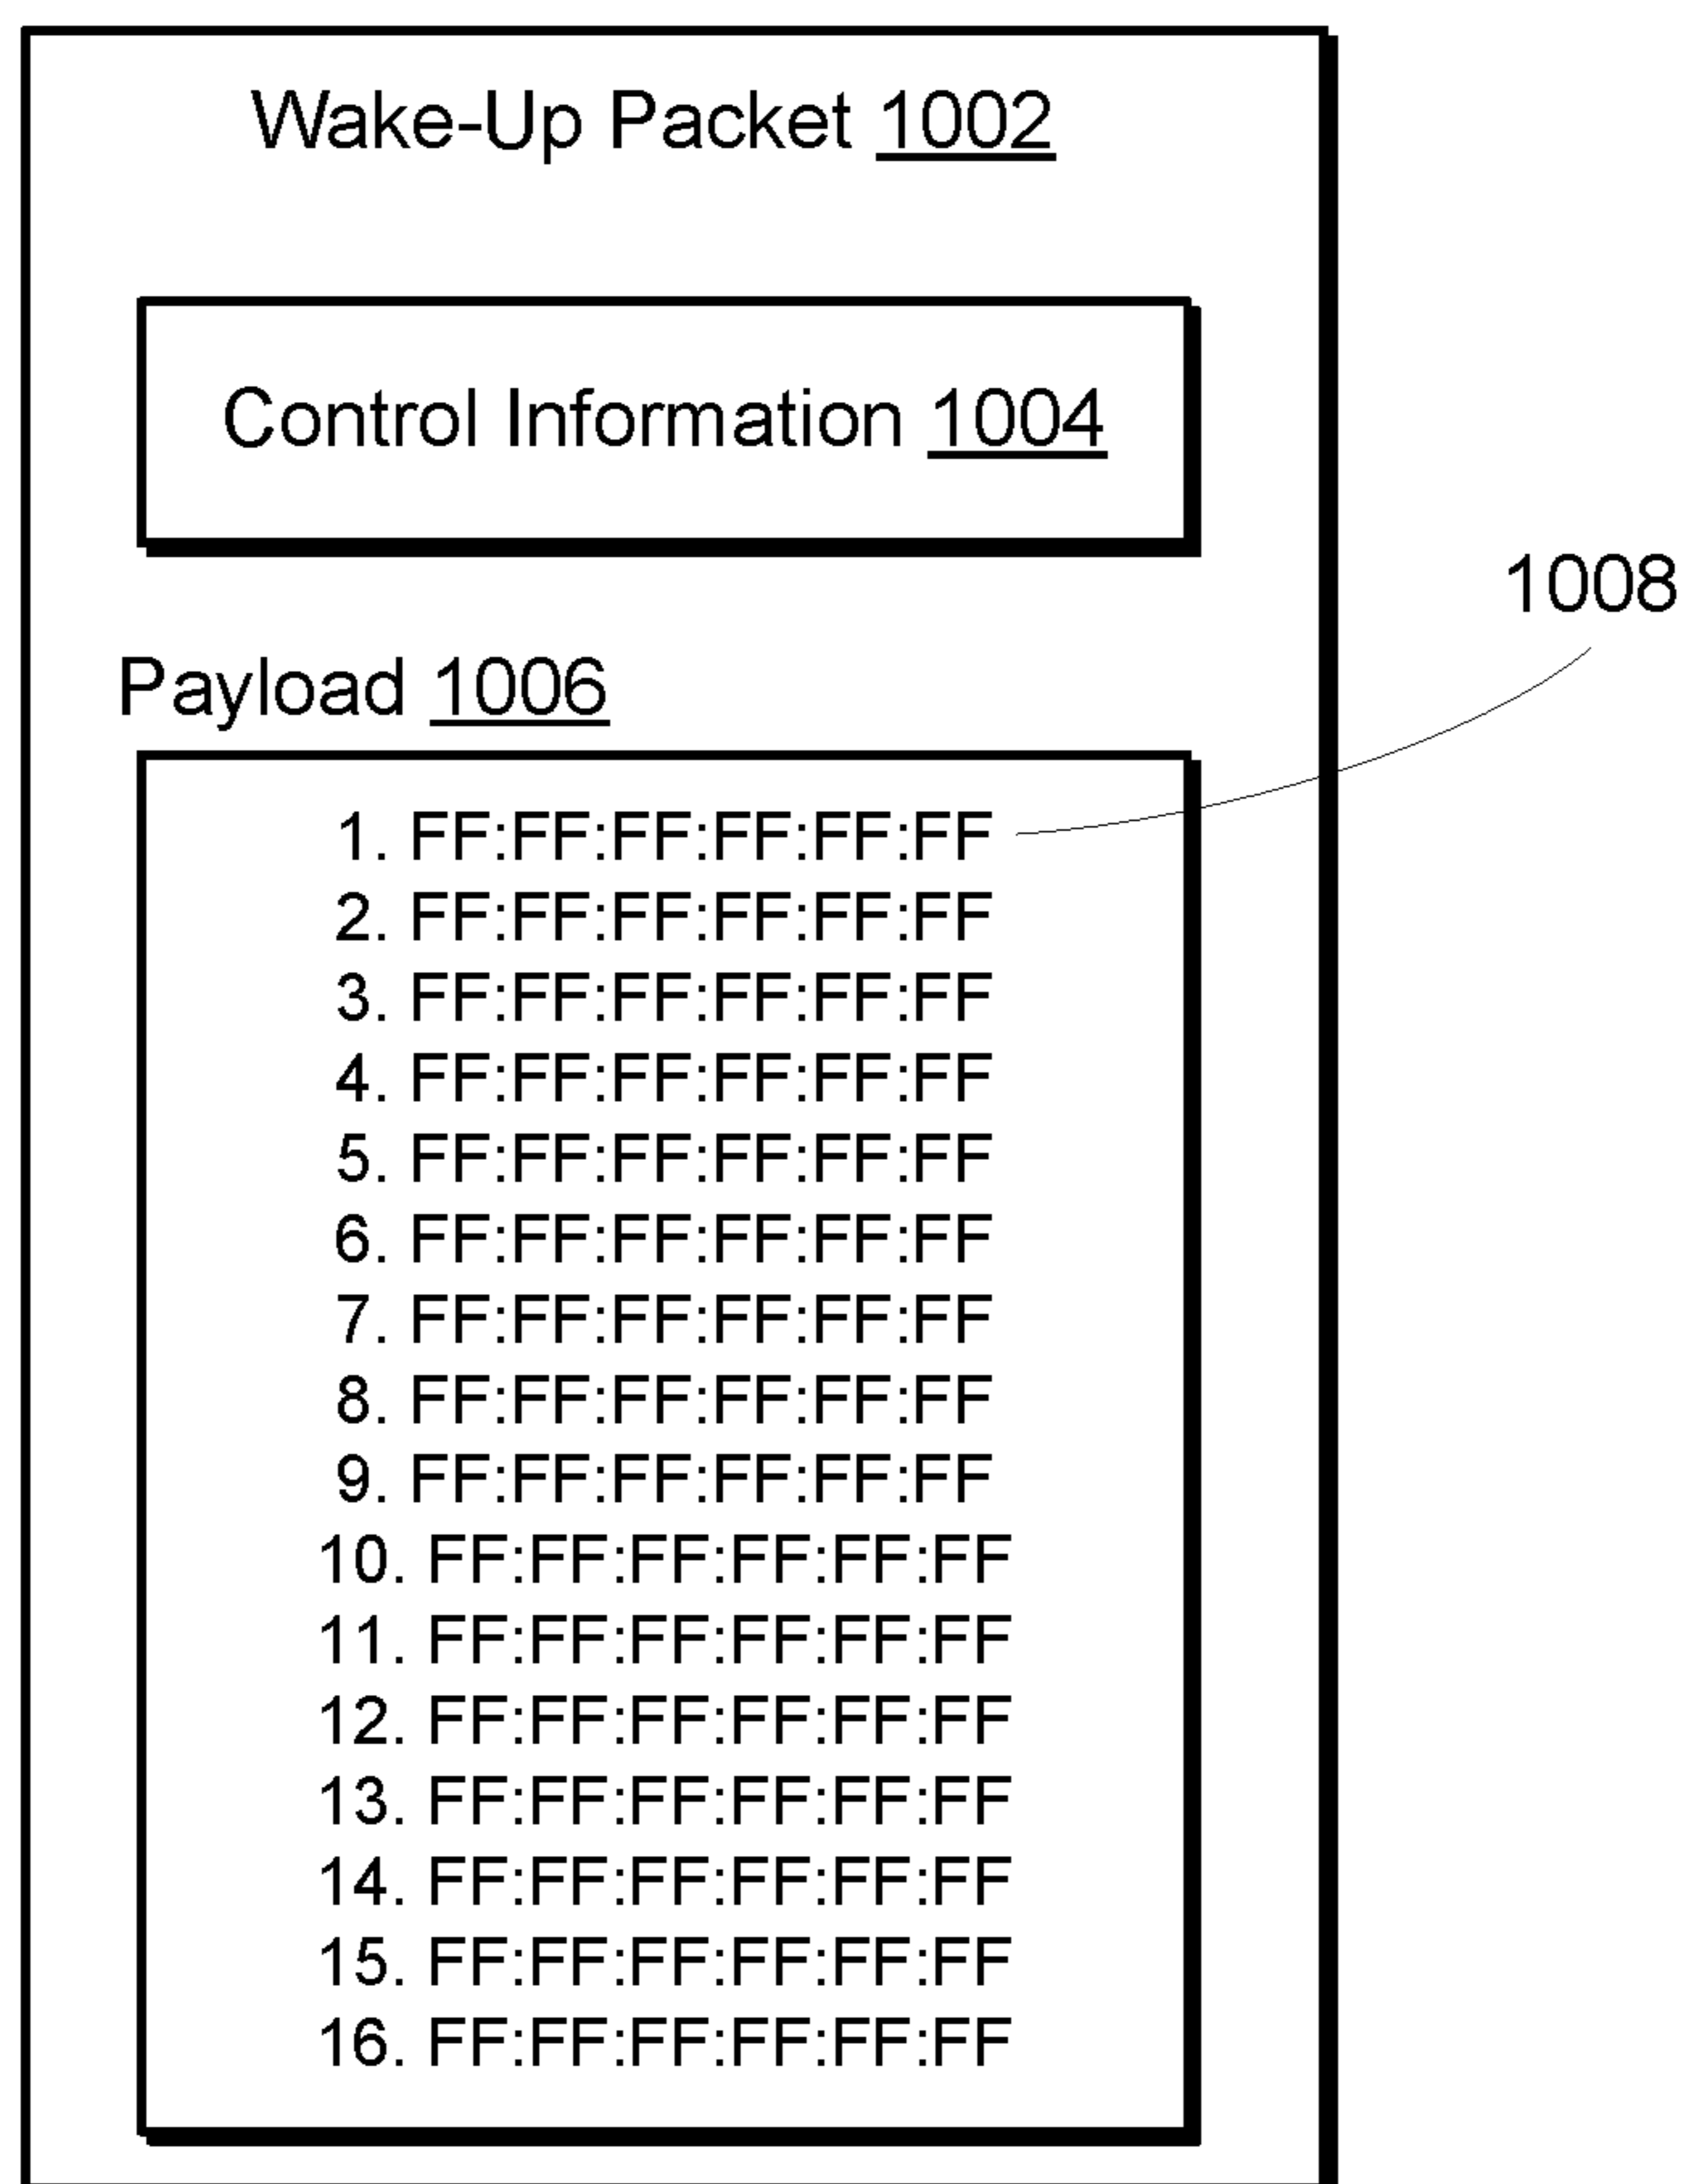 Wake-Up Packet 1002
Control Information 1004
1008
Payload 1006
1. FF:FF:FF:FF:FF:FF
2. FF:FF:FF:FF:FF:FF
3. FF:FF:FF:FF:FF:FF
4. FF:FF:FF:FF:FF:FF
5. FF:FF:FF:FF:FF:FF
6. FF:FF:FF:FF:FF:FF
7. FF:FF:FF:FF:FF:FF
8. FF:FF:FF:FF:FF:FF
9. FF:FF:FF:FF:FF:FF
10. FF:FF:FF:FF:FF:FF
11. FF:FF:FF:FF:FF:FF
12. FF:FF:FF:FF:FF:FF
13. FF:FF:FF:FF:FF:FF
14. FF:FF:FF:FF:FF:FF
15. FF:FF:FF:FF:FF:FF
16. FF:FF:FF:FF:FF:FF